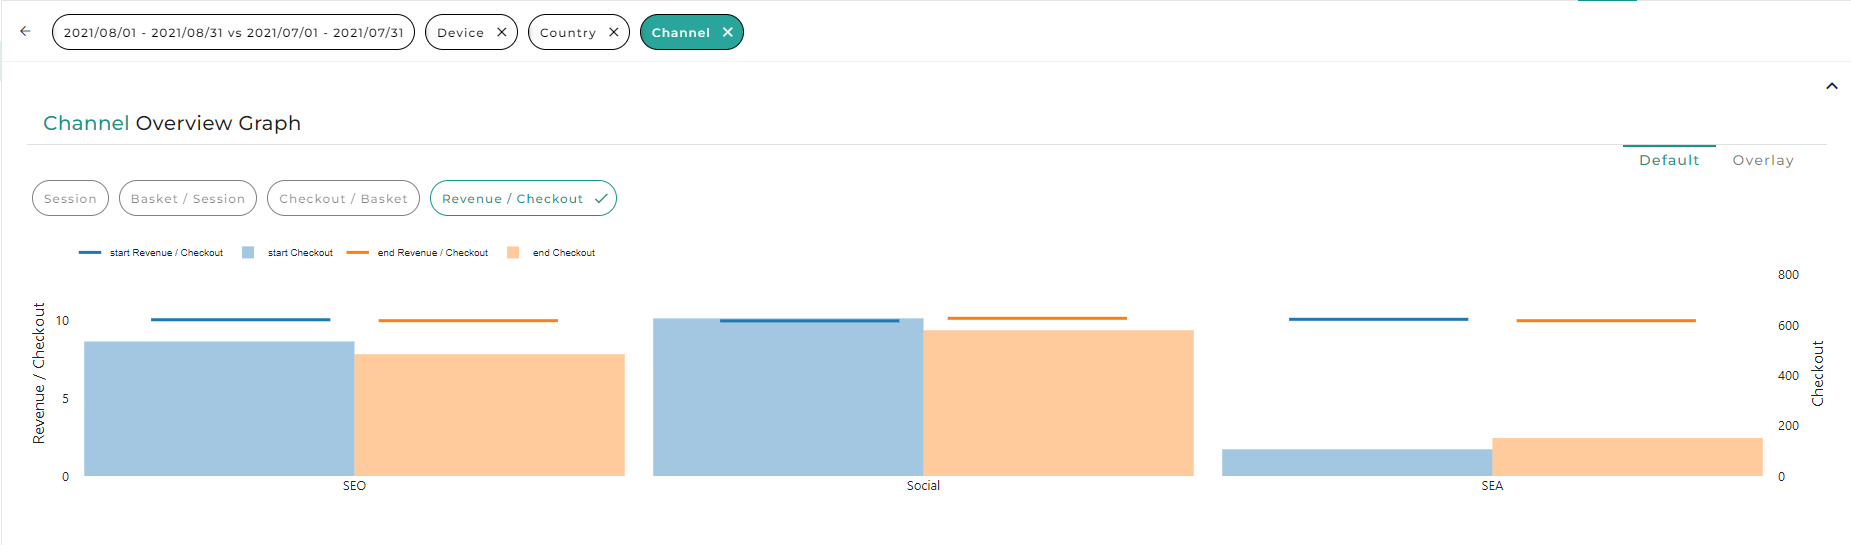 2021/08/01 - 2021/08/31 vs 2021/07/01 - 2021/07/31 Device Country Channel
Channel Overview Graph
Default Overlay
Session Basket / Session Checkout / Basket Revenue / Checkout
start Revenue / Checkout start Checkout end Revenue / Checkout end Checkout
Revenue / Checkout
10
5
0
800
600
400
200
0
Checkout
SEO Social SEA